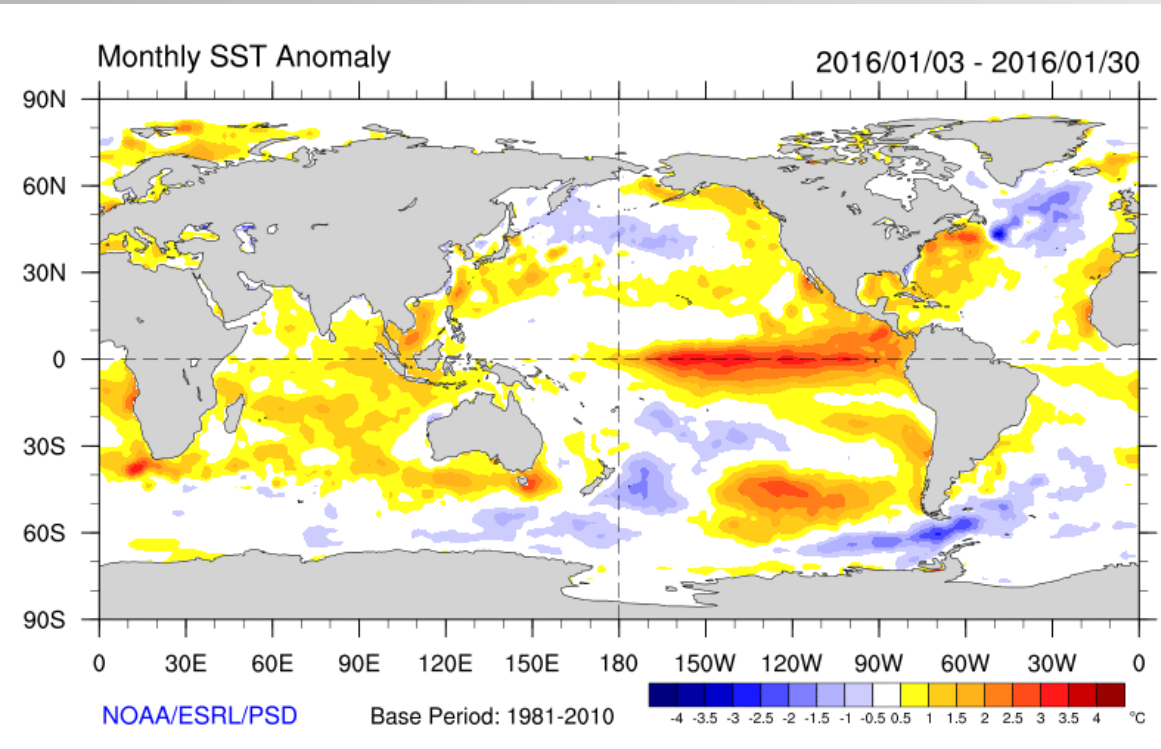 Monthly SST Anomaly 2016/01/03 - 2016/01/30
90N
60N
30N
0
30S
60S
90S
0 30E 60E 90E 120E 150E 180 150W 120W 90W 60W 30W 0
NOAA/ESRL/PSD Base Period: 1981-2010
-4 -3.5 -3 -2.5 -2 -1.5 -1 -0.5 0.5 1 1.5 2 2.5 3 3.5 4 °C